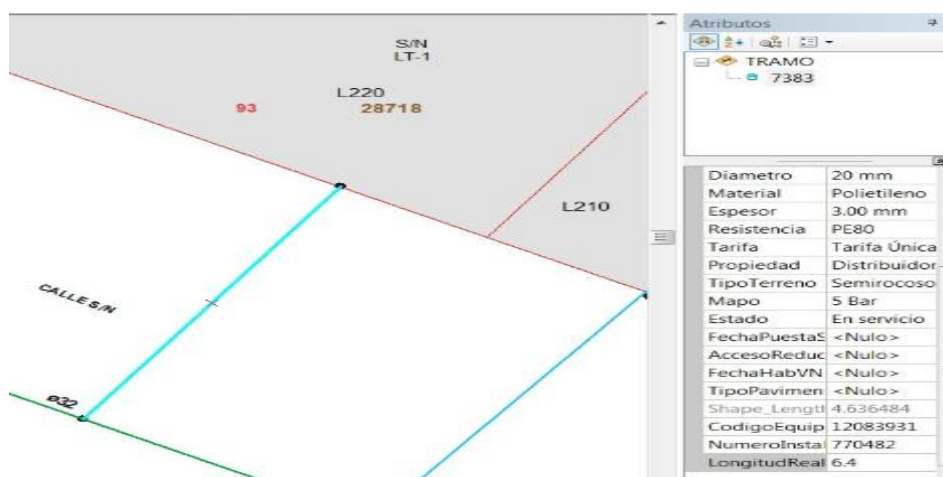 S/N
LT-1
L220
93 28718
L210
CALLE S/N
ø32
Atributos
TRAMO
7383
Diametro 20 mm
Material Polietileno
Espesor 3.00 mm
Resistencia PE80
Tarifa Tarifa Única
Propiedad Distribuidor
TipoTerreno Semirocoso
Mapo 5 Bar
Estado En servicio
FechaPuestaS <Nulo>
AccesoReduc <Nulo>
FechaHabVN <Nulo>
TipoPavimen <Nulo>
Shape_Lengt 4.636484
CodigoEquip 12083931
NumeroInstal 770482
LongitudReal 6.4